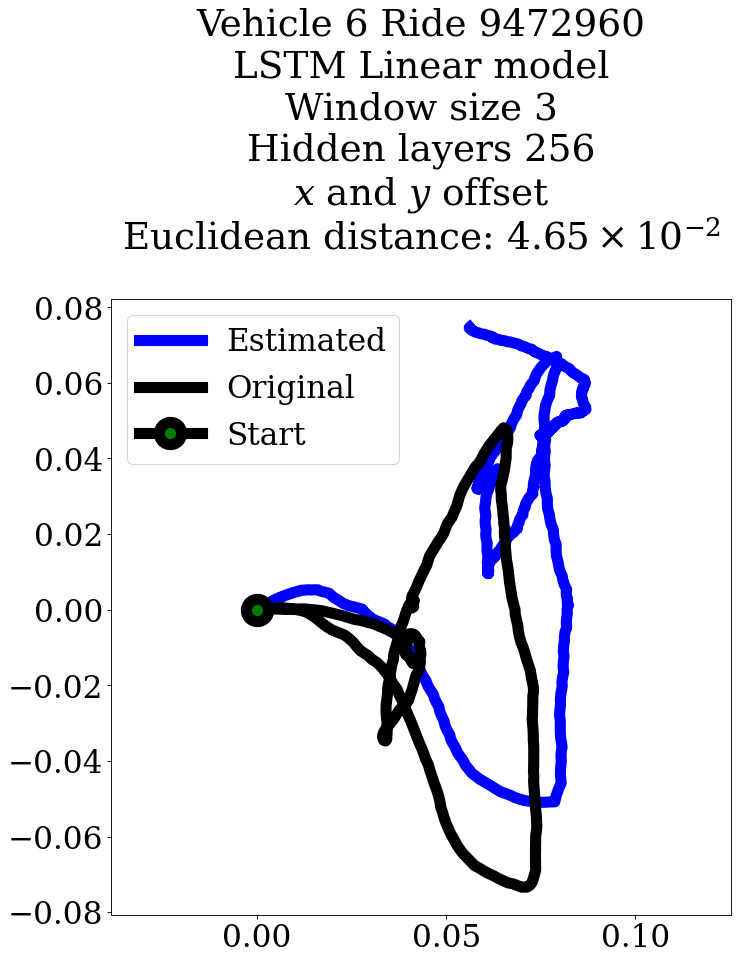 Vehicle 6 Ride 9472960
LSTM Linear model
Window size 3
Hidden layers 256
x and y offset
Euclidean distance: 4.65 × 10⁻²
0.08
0.06
0.04
0.02
0.00
−0.02
−0.04
−0.06
−0.08
Estimated
Original
Start
0.00 0.05 0.10